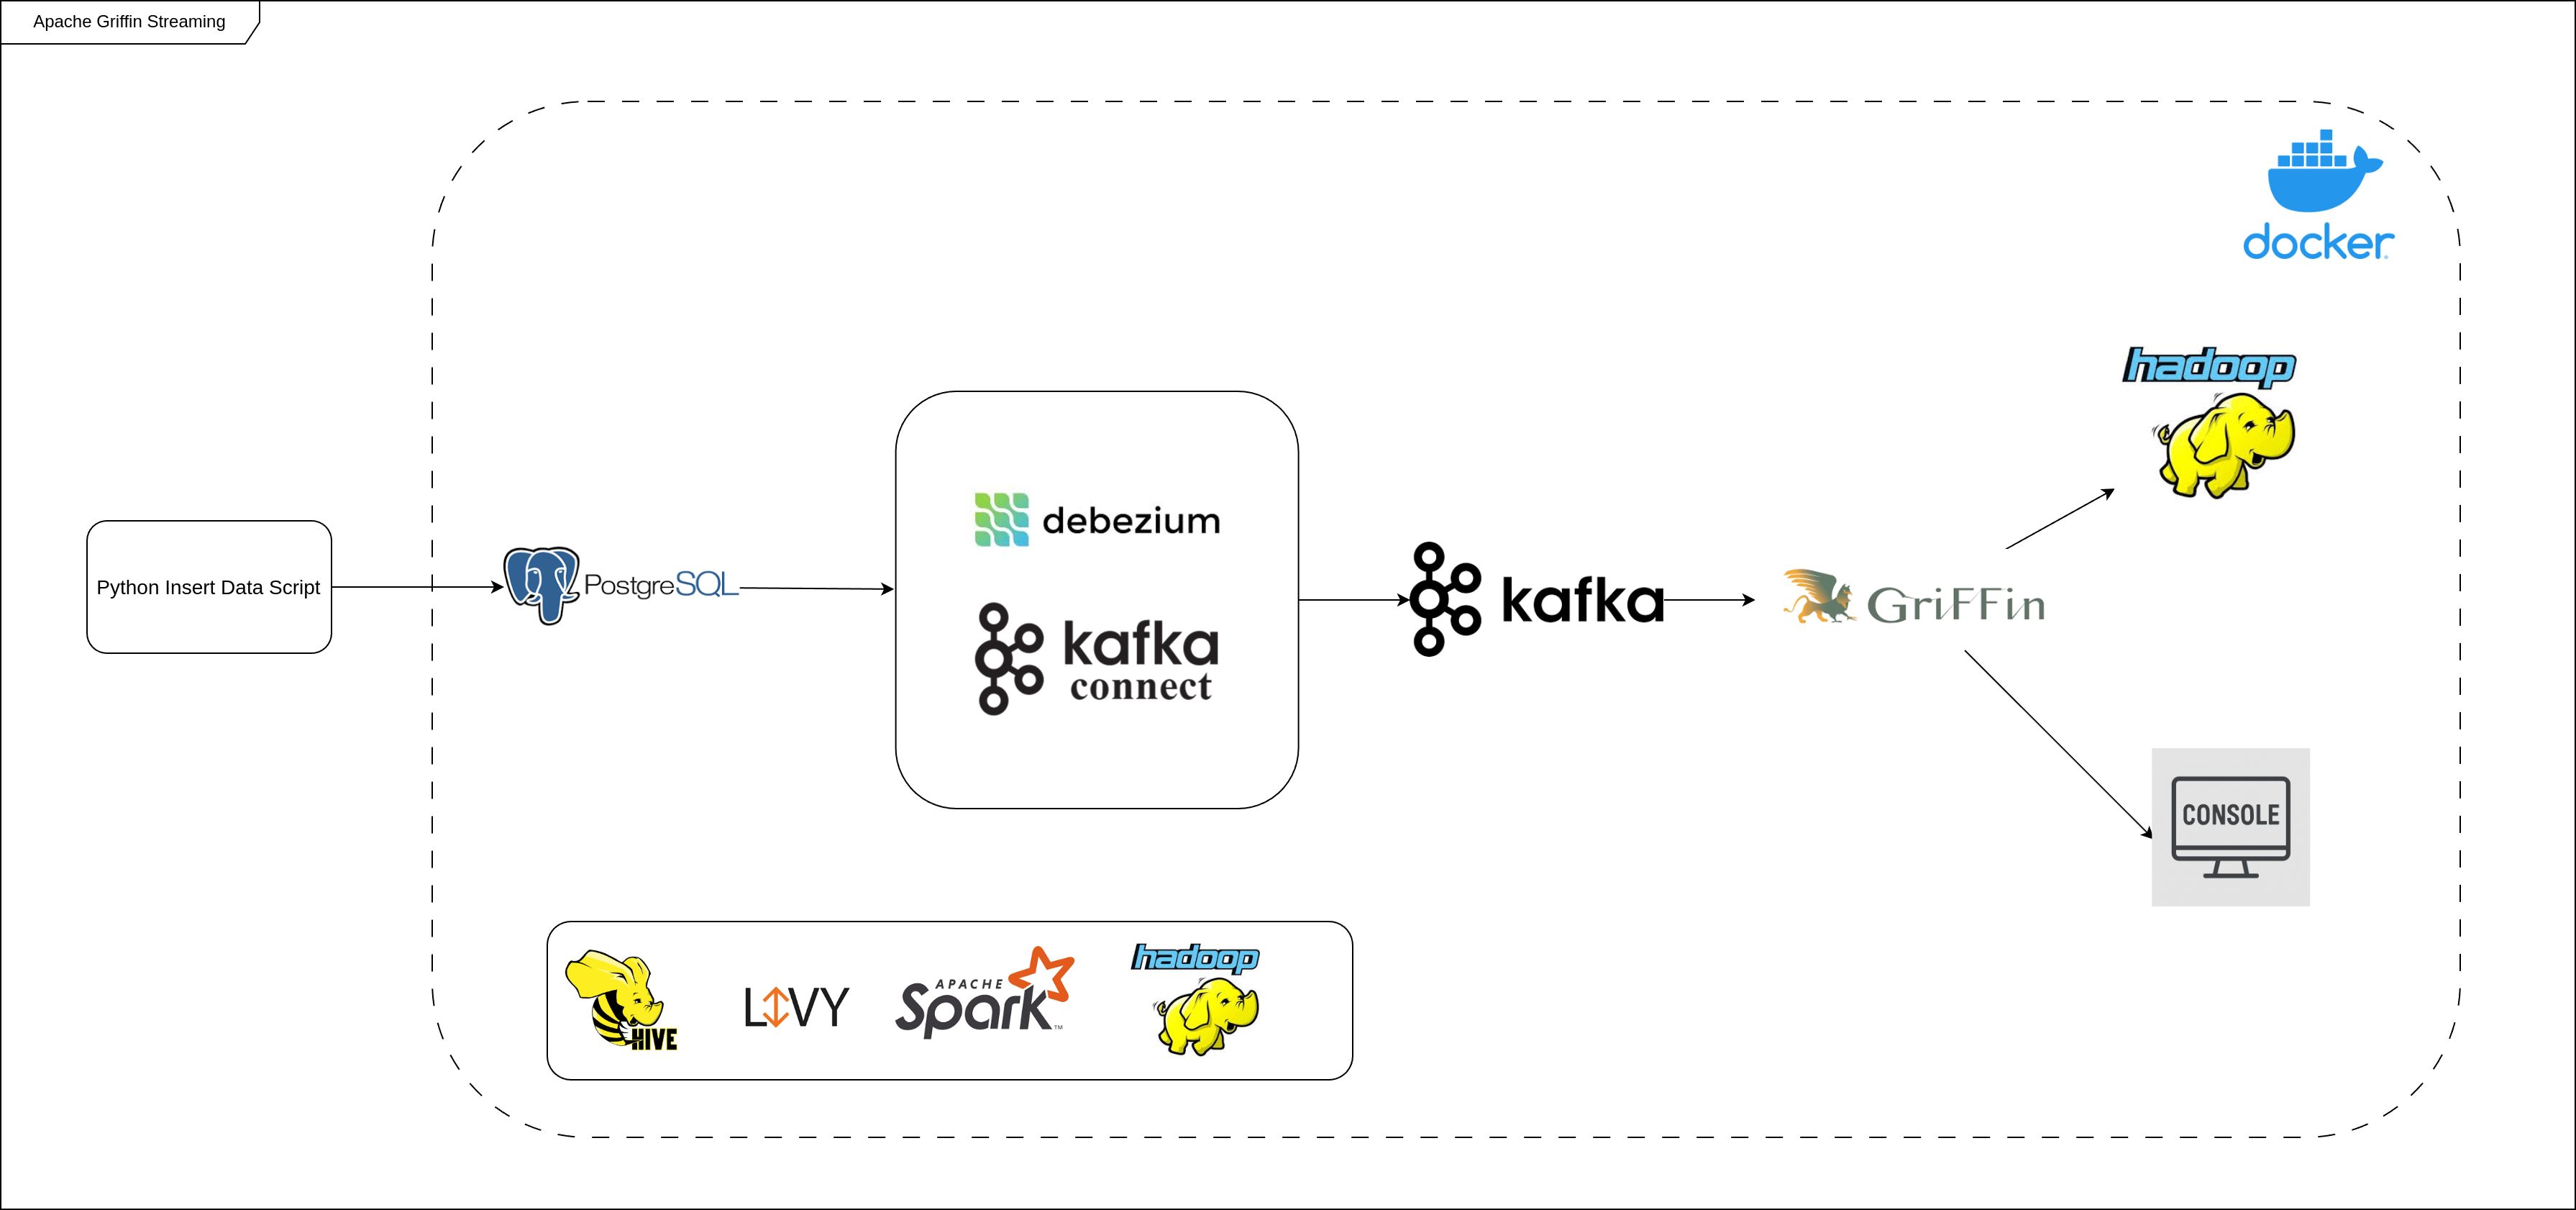 Apache Griffin Streaming
docker
hadoop
debezium
Python Insert Data Script
PostgreSQL
kafka
GriFFin
kafka
connect
CONSOLE
HIVE
LIVY
APACHE
Spark™
hadoop